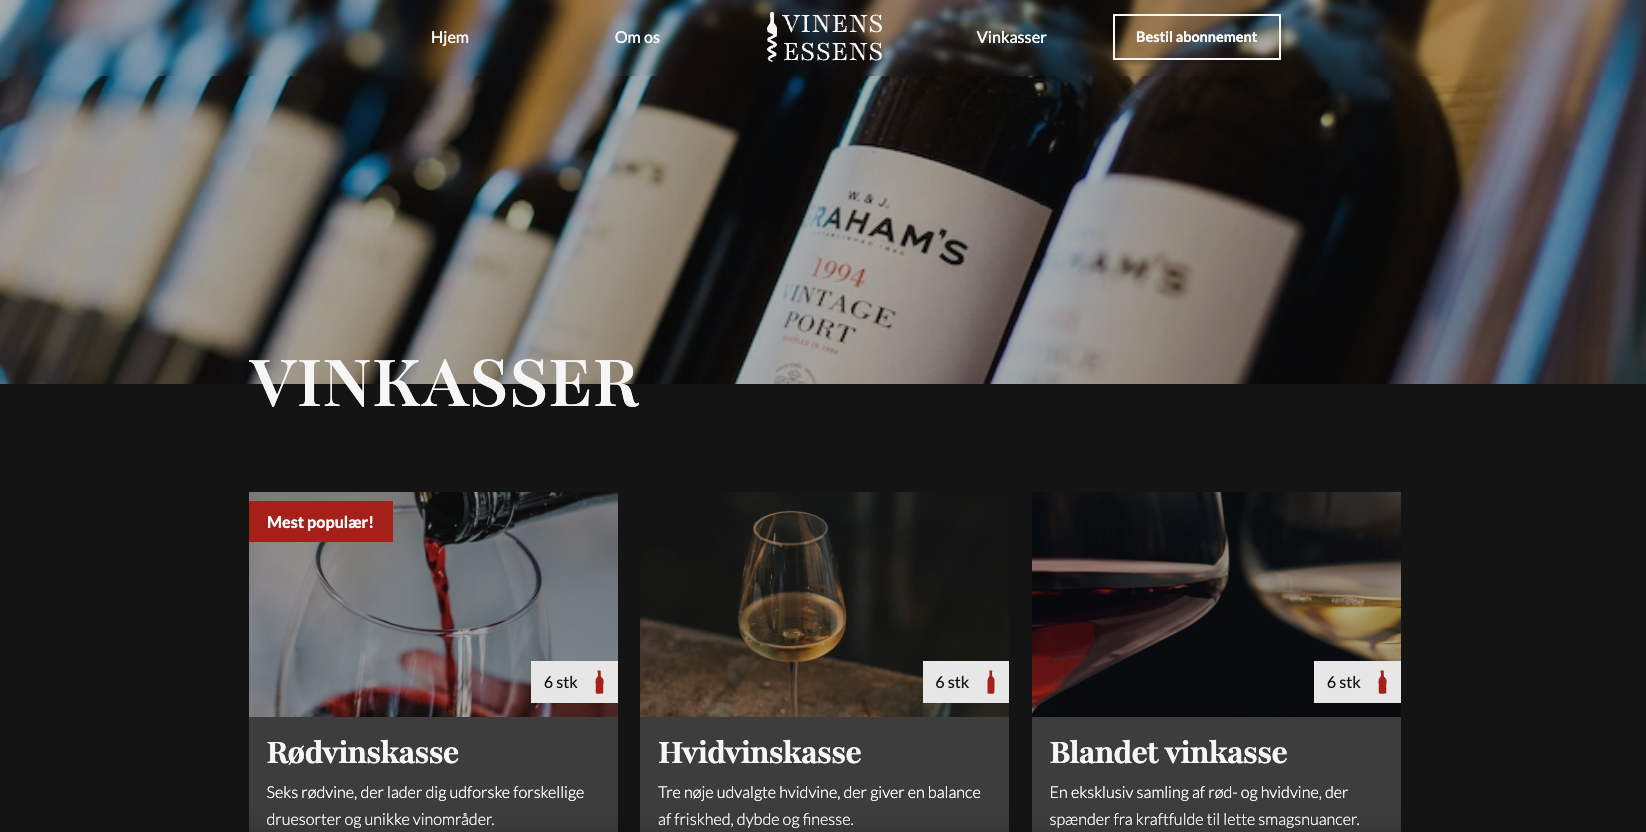 Hjem
Om os
VINENS
ESSENS
Vinkasser
Bestil abonnement
W. & J.
RAHAM'S
1994
VINTAGE
PORT
VINKASSER
Mest populær!
6 stk
6 stk
6 stk
Rødvinskasse
Seks rødvine, der lader dig udforske forskellige
druesorter og unikke vinområder.
Hvidvinskasse
Tre nøje udvalgte hvidvine, der giver en balance
af friskhed, dybde og finesse.
Blandet vinkasse
En eksklusiv samling af rød- og hvidvine, der
spænder fra kraftfulde til lette smagsnuancer.